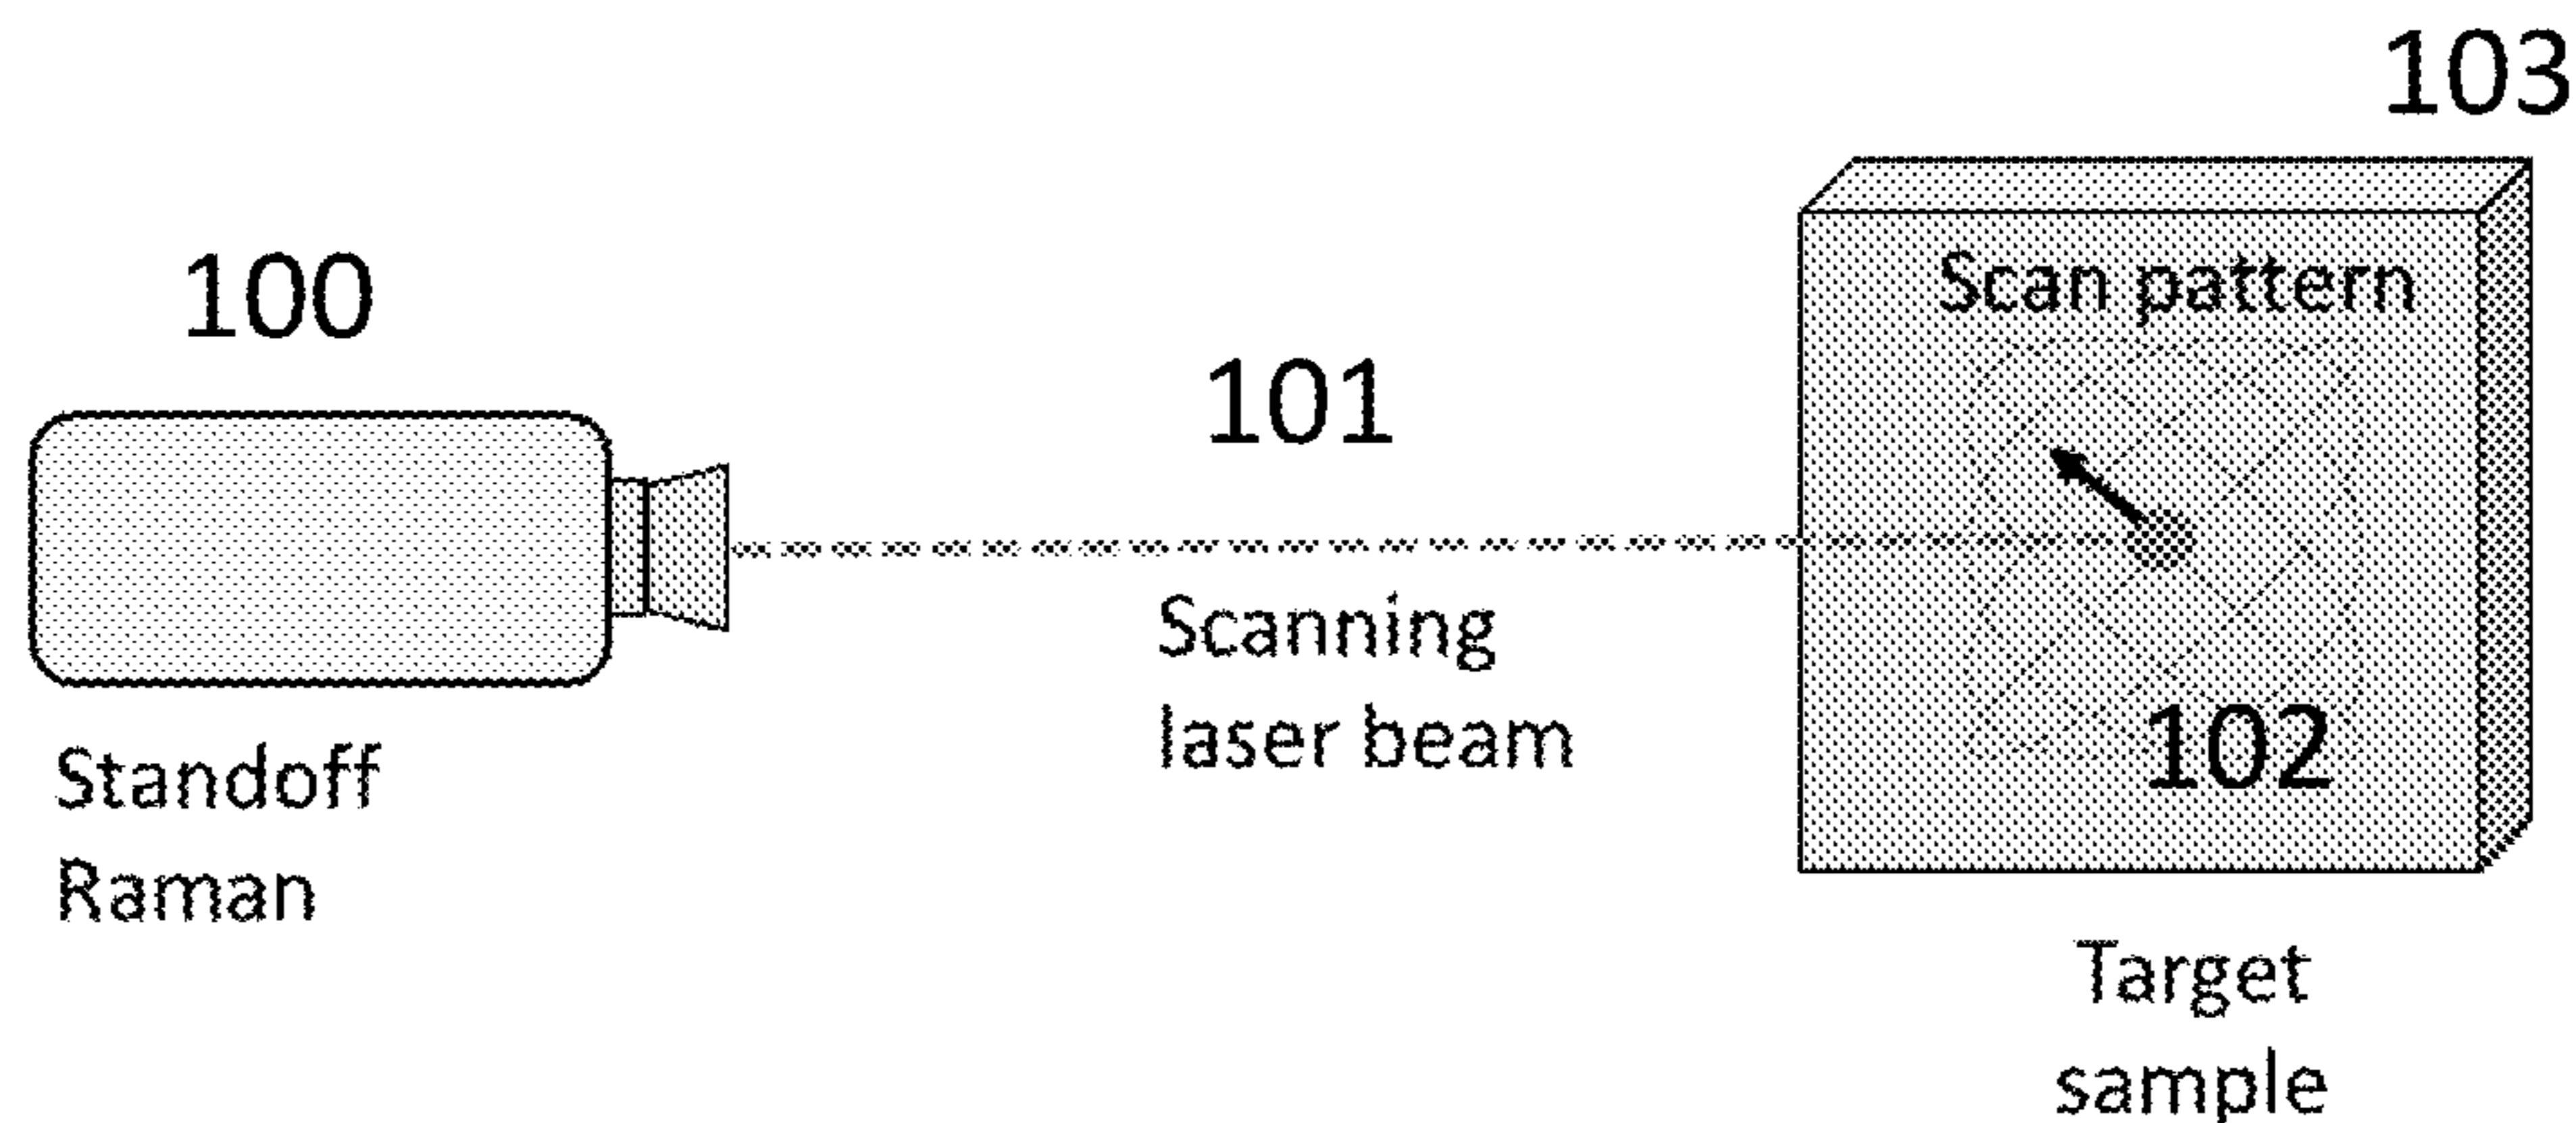 103
100
Scan pattern
101
Scanning
laser beam
102
Standoff
Raman
Target
sample